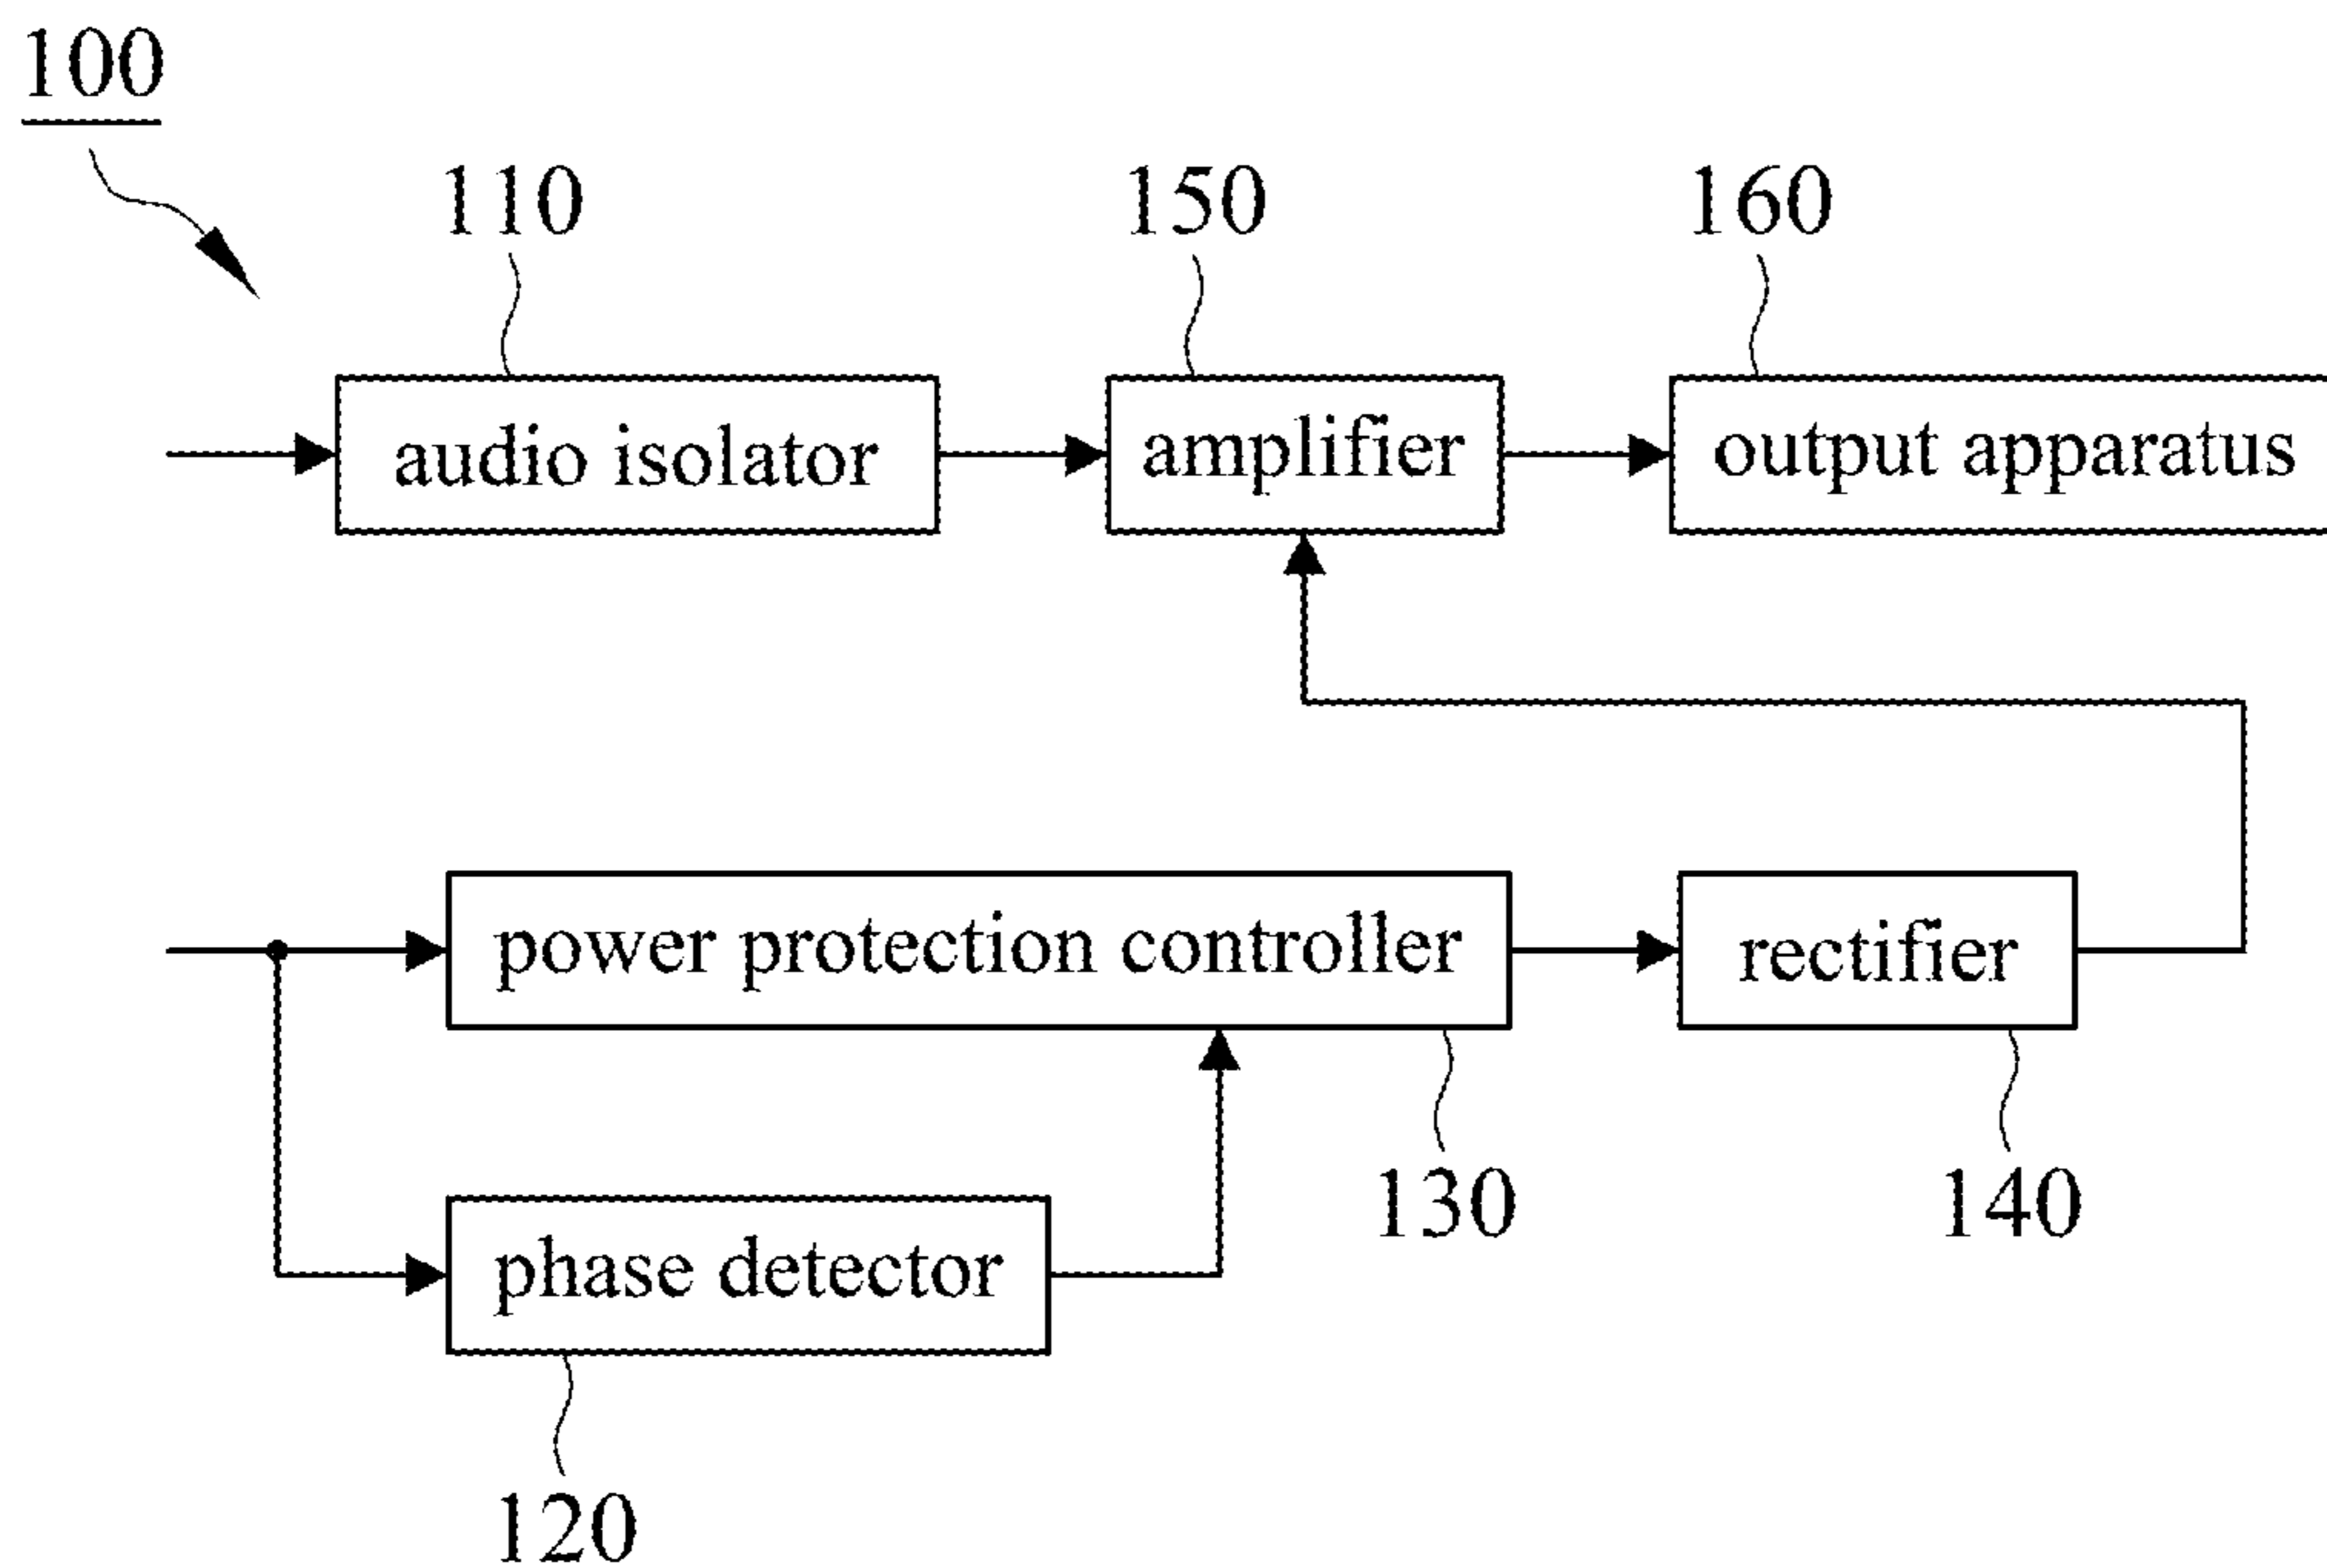 100
110
150
160
audio isolator
amplifier
output apparatus
power protection controller
rectifier
130
140
phase detector
120